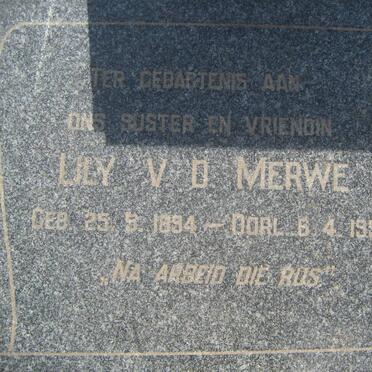 TER GEDAGTENIS AAN
ONS SUSTER EN VRIENDIN
LILY V. D. MERWE
GEB. 25. 5. 1894 — OORL. 6. 4. 195
„NA ARBEID DIE RUS"